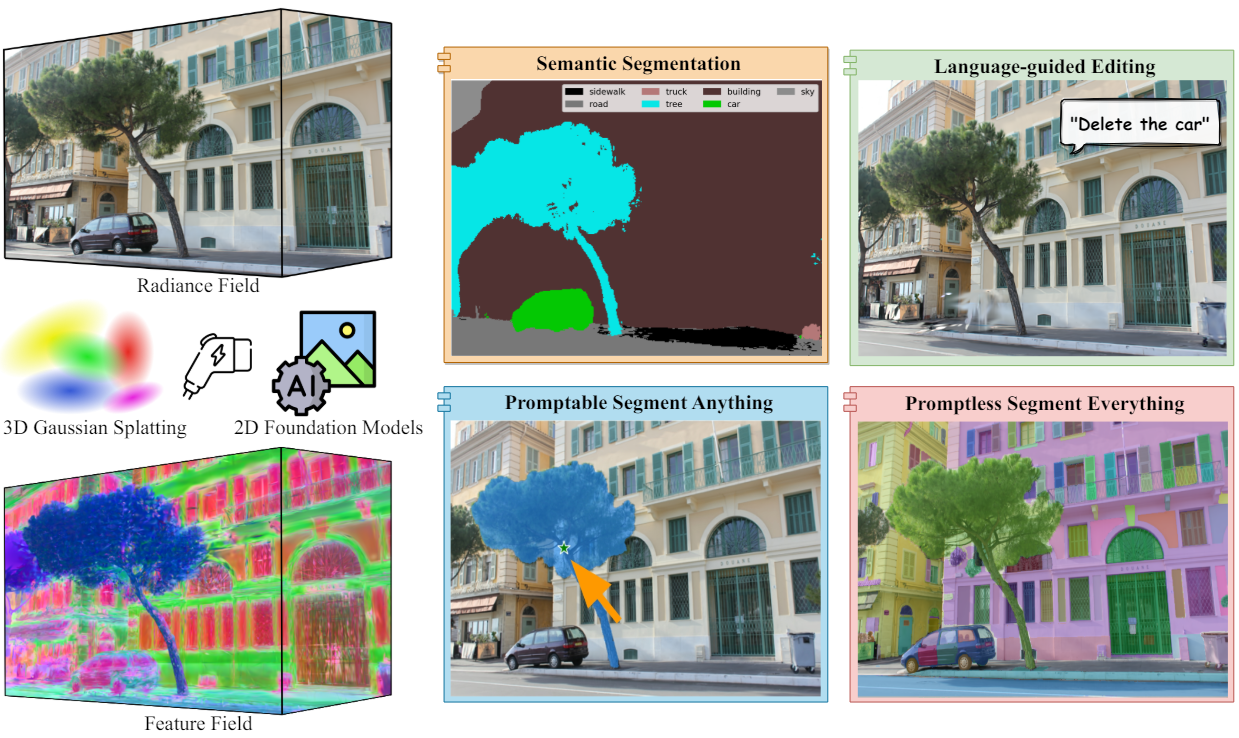 Radiance Field
3D Gaussian Splatting
AI
2D Foundation Models
Feature Field
Semantic Segmentation
sidewalk
truck
building
sky
road
tree
car
Language-guided Editing
"Delete the car"
Promptable Segment Anything
Promptless Segment Everything